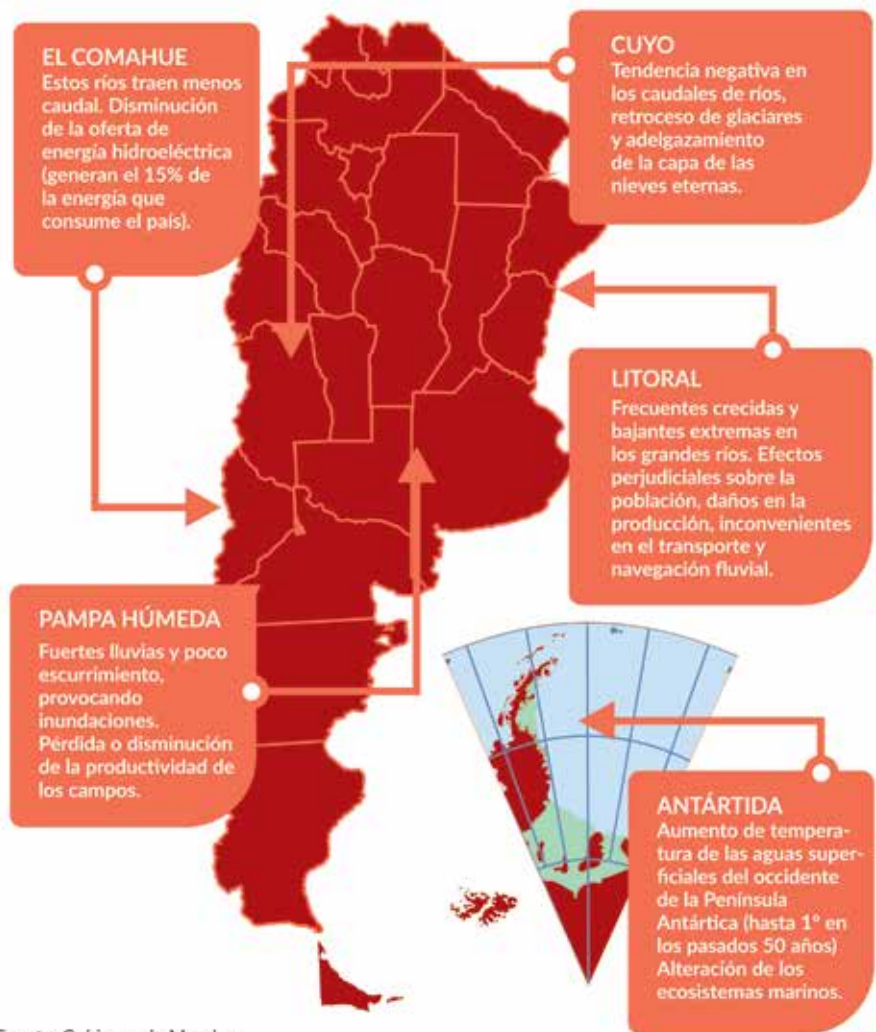 EL COMAHUE
Estos ríos traen menos
caudal. Disminución
de la oferta de
energía hidroeléctrica
(generan el 15% de
la energía que
consume el país).
CUYO
Tendencia negativa en
los caudales de ríos,
retroceso de glaciares
y adelgazamiento
de la capa de las
nieves eternas.
LITORAL
Frecuentes crecidas y
bajantes extremas en
los grandes ríos. Efectos
perjudiciales sobre la
población, daños en la
producción, inconvenientes
en el transporte y
navegación fluvial.
PAMPA HÚMEDA
Fuertes lluvias y poco
escurrimiento,
provocando
inundaciones.
Pérdida o disminución
de la productividad de
los campos.
ANTÁRTIDA
Aumento de tempera-
tura de las aguas super-
ficiales del occidente
de la Península
Antártica (hasta 1° en
los pasados 50 años)
Alteración de los
ecosistemas marinos.